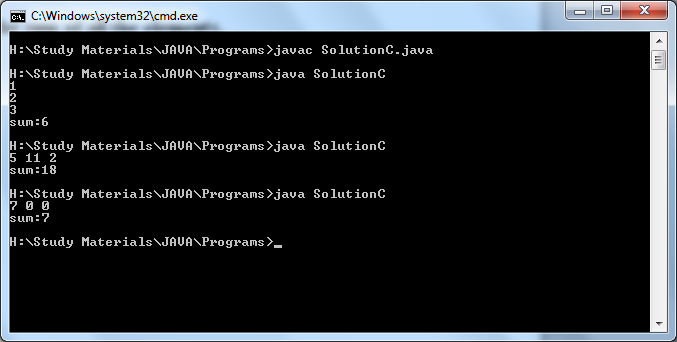 C:\Windows\system32\cmd.exe
H:\Study Materials\JAVA\Programs>javac SolutionC.java
H:\Study Materials\JAVA\Programs>java SolutionC
1
2
3
sum:6
H:\Study Materials\JAVA\Programs>java SolutionC
5 11 2
sum:18
H:\Study Materials\JAVA\Programs>java SolutionC
7 0 0
sum:7
H:\Study Materials\JAVA\Programs>_